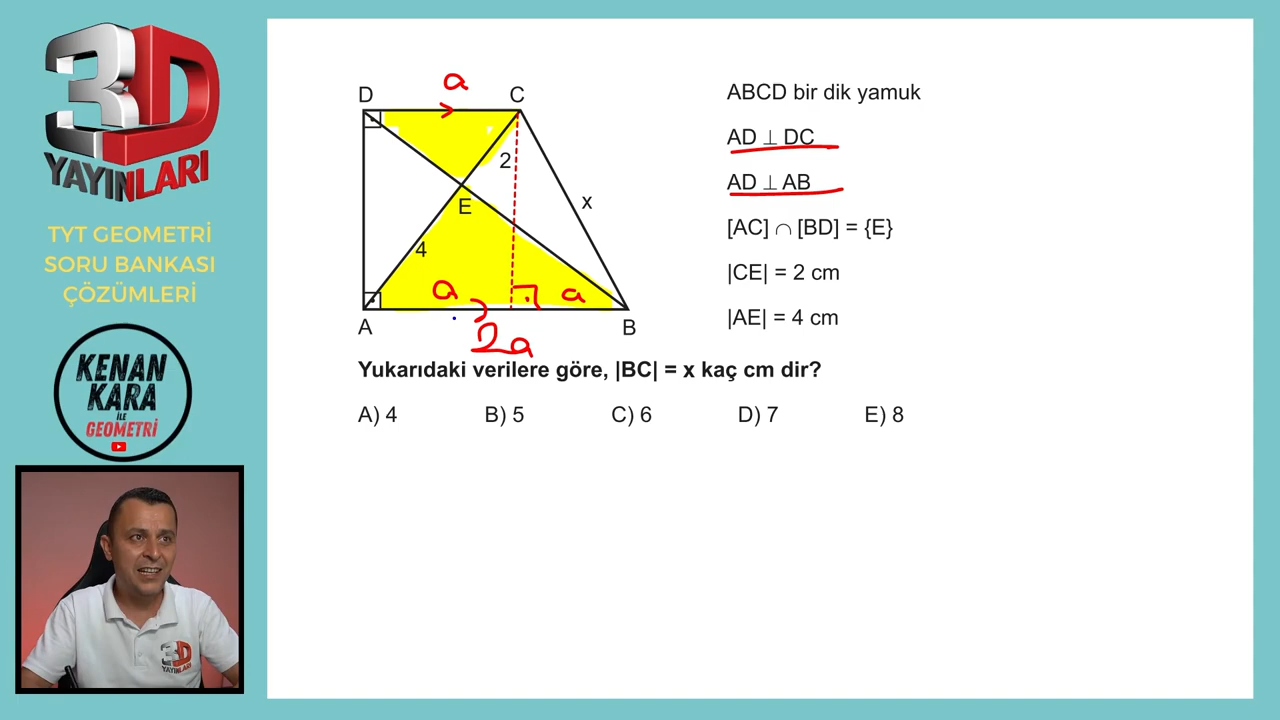 3D
YAYINLARI
TYT GEOMETRİ
SORU BANKASI
ÇÖZÜMLERİ
KENAN
KARA
İLE
GEOMETRİ
3D
YAYINLARI
a
D
C
2
x
E
4
a
a
A
B
2a
ABCD bir dik yamuk
AD ⊥ DC
AD ⊥ AB
[AC] ∩ [BD] = {E}
|CE| = 2 cm
|AE| = 4 cm
Yukarıdaki verilere göre, |BC| = x kaç cm dir?
A) 4 B) 5 C) 6 D) 7 E) 8